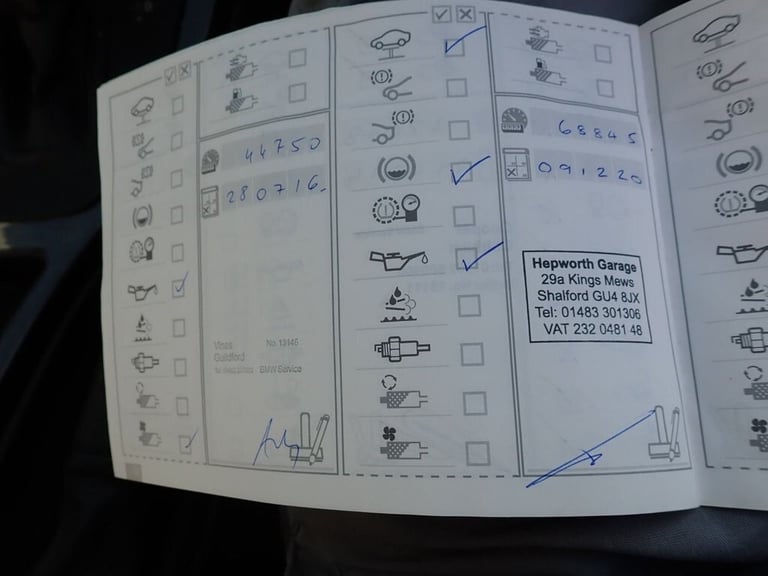 44750
280716.
Vines
Guildford
No. 13145
BMW Service
68845
091220
Hepworth Garage
29a Kings Mews
Shalford GU4 8JX
Tel: 01483 301306
VAT 232 0481 48